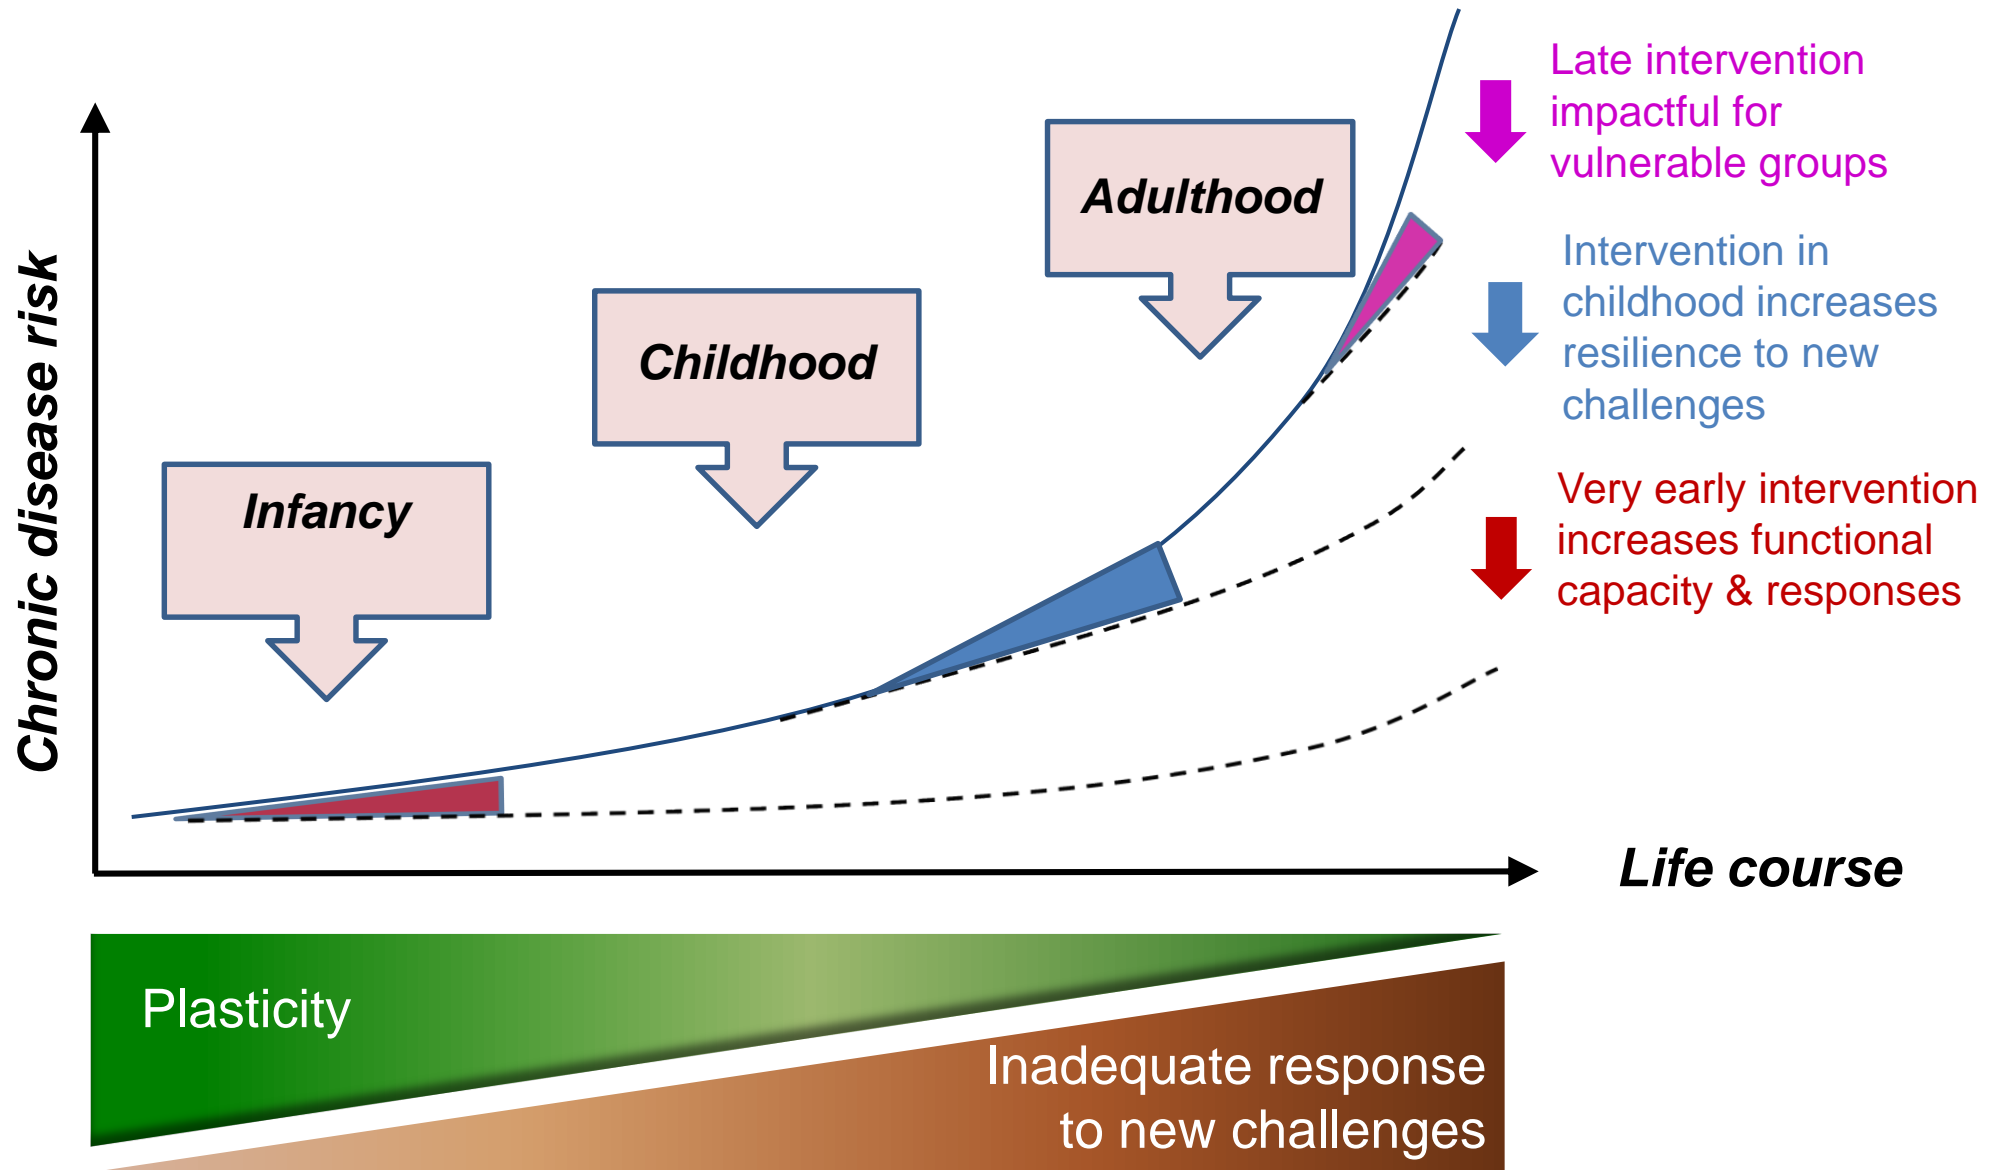 Late intervention
impactful for
vulnerable groups
Adulthood
Intervention in
childhood increases
resilience to new
challenges
Childhood
Infancy
Very early intervention
increases functional
capacity & responses
Chronic disease risk
Life course
Plasticity
Inadequate response
to new challenges